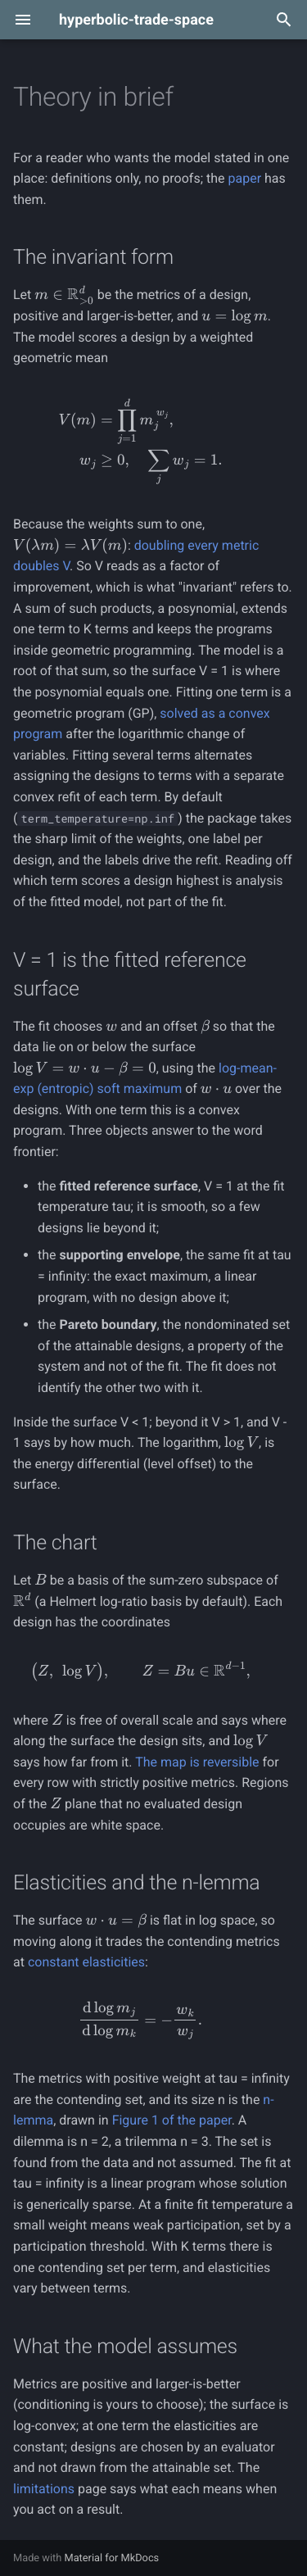 hyperbolic-trade-space
Theory in brief
For a reader who wants the model stated in one
place: definitions only, no proofs; the paper has
them.
The invariant form
Let m ∈ ℝ^d_{>0} be the metrics of a design,
positive and larger-is-better, and u = log m.
The model scores a design by a weighted
geometric mean
V(m) = ∏_{j=1}^{d} m_j^{w_j},
w_j ≥ 0, ∑_j w_j = 1.
Because the weights sum to one,
V(λm) = λV(m): doubling every metric
doubles V. So V reads as a factor of
improvement, which is what "invariant" refers to.
A sum of such products, a posynomial, extends
one term to K terms and keeps the programs
inside geometric programming. The model is a
root of that sum, so the surface V = 1 is where
the posynomial equals one. Fitting one term is a
geometric program (GP), solved as a convex
program after the logarithmic change of
variables. Fitting several terms alternates
assigning the designs to terms with a separate
convex refit of each term. By default
(term_temperature=np.inf) the package takes
the sharp limit of the weights, one label per
design, and the labels drive the refit. Reading off
which term scores a design highest is analysis
of the fitted model, not part of the fit.
V = 1 is the fitted reference
surface
The fit chooses w and an offset β so that the
data lie on or below the surface
log V = w · u − β = 0, using the log-mean-
exp (entropic) soft maximum of w · u over the
designs. With one term this is a convex
program. Three objects answer to the word
frontier:
• the fitted reference surface, V = 1 at the fit
temperature tau; it is smooth, so a few
designs lie beyond it;
• the supporting envelope, the same fit at tau
= infinity: the exact maximum, a linear
program, with no design above it;
• the Pareto boundary, the nondominated set
of the attainable designs, a property of the
system and not of the fit. The fit does not
identify the other two with it.
Inside the surface V < 1; beyond it V > 1, and V -
1 says by how much. The logarithm, log V, is
the energy differential (level offset) to the
surface.
The chart
Let B be a basis of the sum-zero subspace of
ℝ^d (a Helmert log-ratio basis by default). Each
design has the coordinates
(Z, log V), Z = Bu ∈ ℝ^{d−1},
where Z is free of overall scale and says where
along the surface the design sits, and log V
says how far from it. The map is reversible for
every row with strictly positive metrics. Regions
of the Z plane that no evaluated design
occupies are white space.
Elasticities and the n-lemma
The surface w · u = β is flat in log space, so
moving along it trades the contending metrics
at constant elasticities:
d log m_j / d log m_k = − w_k / w_j.
The metrics with positive weight at tau = infinity
are the contending set, and its size n is the n-
lemma, drawn in Figure 1 of the paper. A
dilemma is n = 2, a trilemma n = 3. The set is
found from the data and not assumed. The fit at
tau = infinity is a linear program whose solution
is generically sparse. At a finite fit temperature a
small weight means weak participation, set by a
participation threshold. With K terms there is
one contending set per term, and elasticities
vary between terms.
What the model assumes
Metrics are positive and larger-is-better
(conditioning is yours to choose); the surface is
log-convex; at one term the elasticities are
constant; designs are chosen by an evaluator
and not drawn from the attainable set. The
limitations page says what each means when
you act on a result.
Made with Material for MkDocs